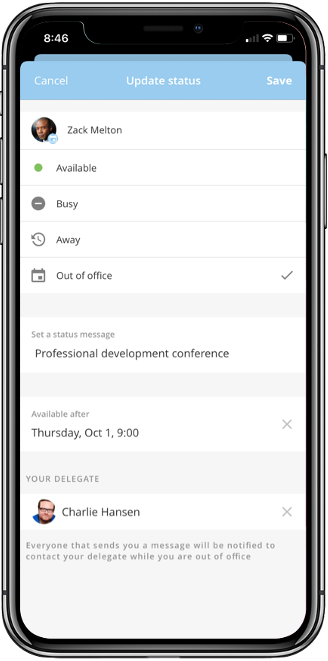 8:46
Cancel Update status Save
Zack Melton
Available
Busy
Away
Out of office
Set a status message
Professional development conference
Available after
Thursday, Oct 1, 9:00
YOUR DELEGATE
Charlie Hansen
Everyone that sends you a message will be notified to
contact your delegate while you are out of office